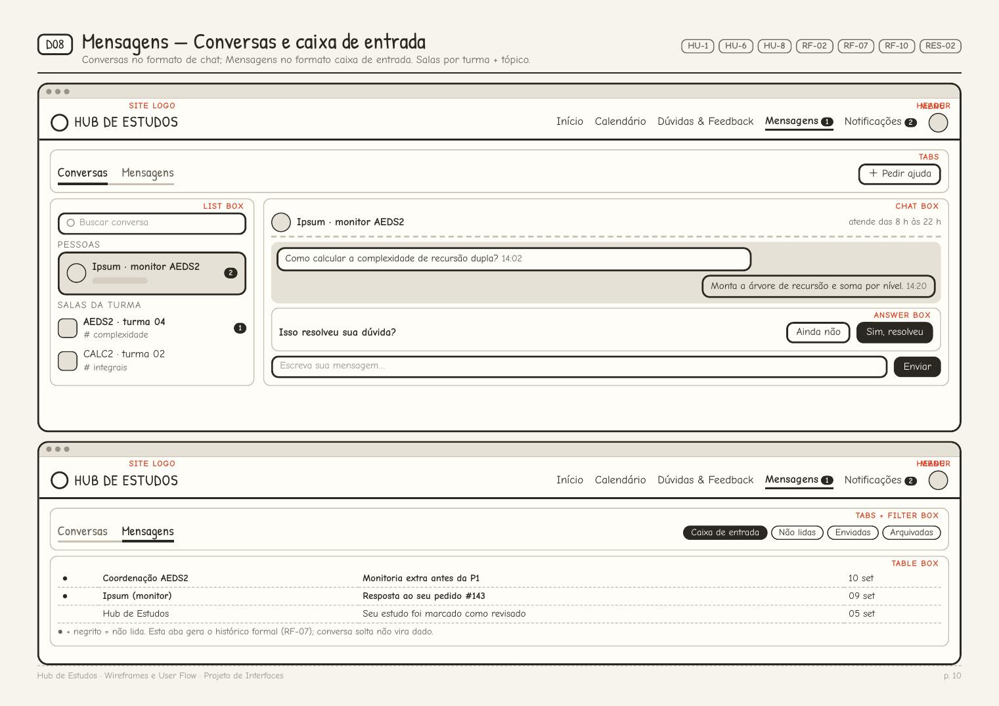 D08
Mensagens — Conversas e caixa de entrada
Conversas no formato de chat; Mensagens no formato caixa de entrada. Salas por turma + tópico.
HU-1 HU-6 HU-8 RF-02 RF-07 RF-10 RES-02
SITE LOGO
HEADER
MENU
HUB DE ESTUDOS
Início Calendário Dúvidas & Feedback Mensagens 1 Notificações 2
TABS
Conversas Mensagens
+ Pedir ajuda
LIST BOX
Buscar conversa
PESSOAS
Ipsum · monitor AEDS2
2
SALAS DA TURMA
AEDS2 · turma 04
# complexidade
1
CALC2 · turma 02
# integrais
CHAT BOX
Ipsum · monitor AEDS2
atende das 8 h às 22 h
Como calcular a complexidade de recursão dupla? 14:02
Monta a árvore de recursão e soma por nível. 14:20
ANSWER BOX
Isso resolveu sua dúvida?
Ainda não
Sim, resolveu
Escreva sua mensagem...
Enviar
SITE LOGO
HEADER
MENU
HUB DE ESTUDOS
Início Calendário Dúvidas & Feedback Mensagens 1 Notificações 2
TABS + FILTER BOX
Conversas Mensagens
Caixa de entrada Não lidas Enviadas Arquivadas
TABLE BOX
● Coordenação AEDS2 Monitoria extra antes da P1 10 set
● Ipsum (monitor) Resposta ao seu pedido #143 09 set
Hub de Estudos Seu estudo foi marcado como revisado 05 set
● + negrito = não lida. Esta aba gera o histórico formal (RF-07); conversa solta não vira dado.
Hub de Estudos · Wireframes e User Flow · Projeto de Interfaces
p. 10